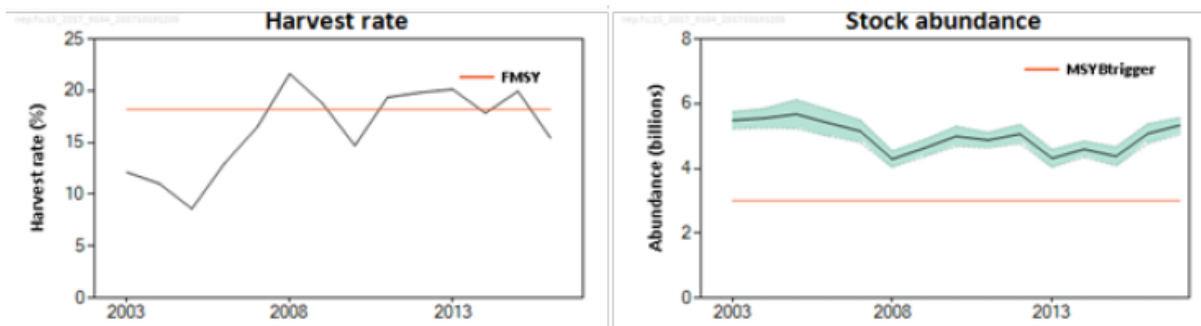 Harvest rate
25
20
15
10
5
0
Harvest rate (%)
FMSY
2003
2008
2013
Stock abundance
8
6
4
2
0
Abundance (billions)
MSYBtrigger
2003
2008
2013